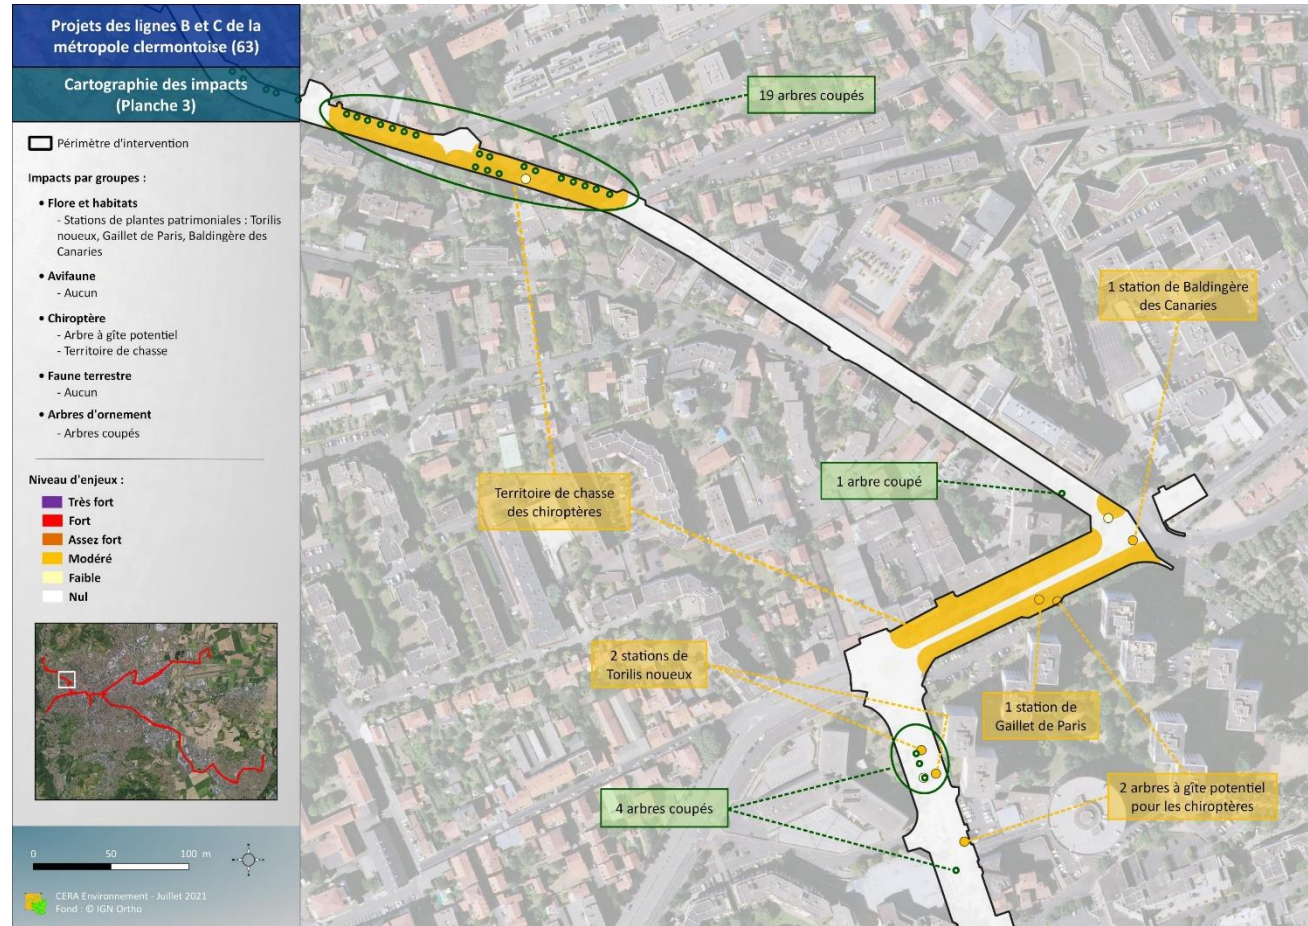 Projets des lignes B et C de la
métropole clermontoise (63)
Cartographie des impacts
(Planche 3)
Périmètre d'intervention
Impacts par groupes :
• Flore et habitats
- Stations de plantes patrimoniales : Torilis
noueux, Gaillet de Paris, Baldingère des
Canaries
• Avifaune
- Aucun
• Chiroptère
- Arbre à gîte potentiel
- Territoire de chasse
• Faune terrestre
- Aucun
• Arbres d'ornement
- Arbres coupés
Niveau d'enjeux :
Très fort
Fort
Assez fort
Modéré
Faible
Nul
0 50 100 m
CERA Environnement - Juillet 2021
Fond : © IGN Ortho
19 arbres coupés
1 station de Baldingère
des Canaries
1 arbre coupé
Territoire de chasse
des chiroptères
2 stations de
Torilis noueux
1 station de
Gaillet de Paris
4 arbres coupés
2 arbres à gîte potentiel
pour les chiroptères